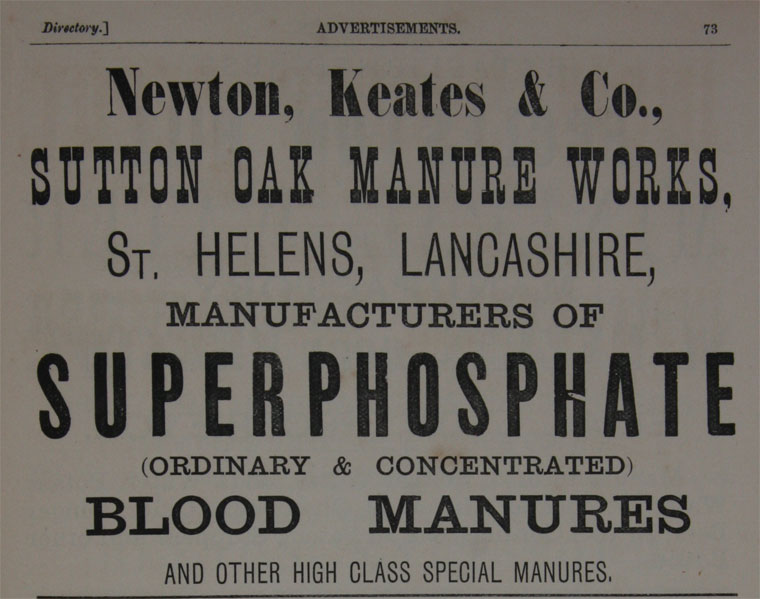 Directory.] ADVERTISEMENTS. 73
Newton, Keates & Co.,
SUTTON OAK MANURE WORKS,
ST. HELENS, LANCASHIRE,
MANUFACTURERS OF
SUPERPHOSPHATE
(ORDINARY & CONCENTRATED)
BLOOD MANURES
AND OTHER HIGH CLASS SPECIAL MANURES.